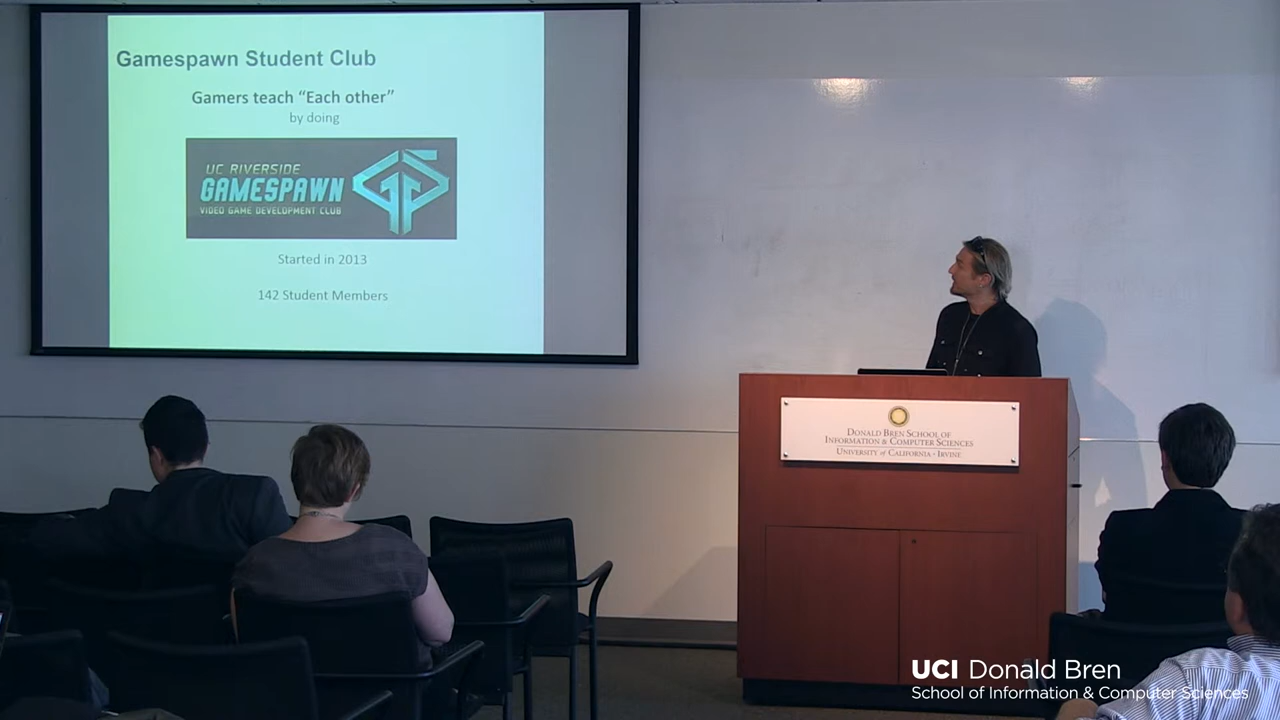 Gamespawn Student Club
Gamers teach “Each other”
by doing
UC RIVERSIDE
GAMESPAWN
VIDEO GAME DEVELOPMENT CLUB
Started in 2013
142 Student Members
DONALD BREN SCHOOL OF
INFORMATION & COMPUTER SCIENCES
UNIVERSITY of CALIFORNIA · IRVINE
UCI Donald Bren
School of Information & Computer Sciences